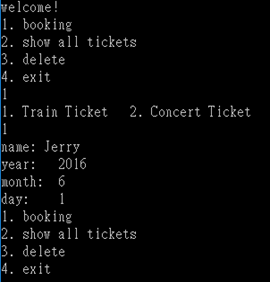 welcome!
1. booking
2. show all tickets
3. delete
4. exit
1
1. Train Ticket   2. Concert Ticket
1
name: Jerry
year:   2016
month:  6
day:    1
1. booking
2. show all tickets
3. delete
4. exit